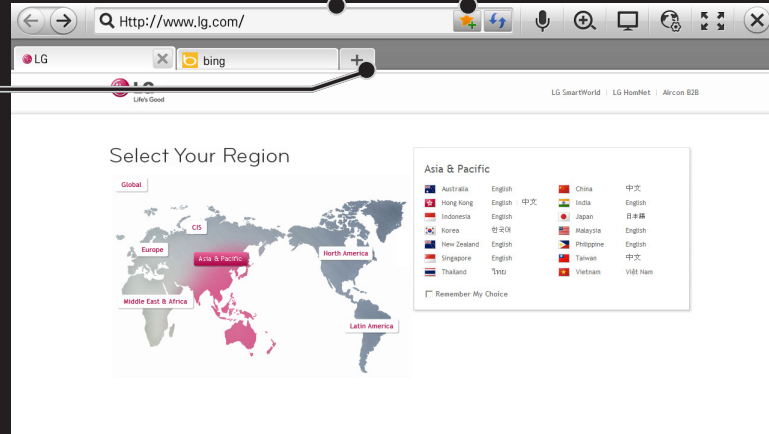 Http://www.lg.com/
LG
bing
LG
Life's Good
LG SmartWorld | LG HomNet | Aircon B2B
Select Your Region
Global
CIS
Europe
Asia & Pacific
North America
Middle East & Africa
Latin America
Asia & Pacific
Australia English China 中文
Hong Kong English 中文 India English
Indonesia English Japan 日本語
Korea 한국어 Malaysia English
New Zealand English Philippine English
Singapore English Taiwan 中文
Thailand ไทย Vietnam Việt Nam
Remember My Choice